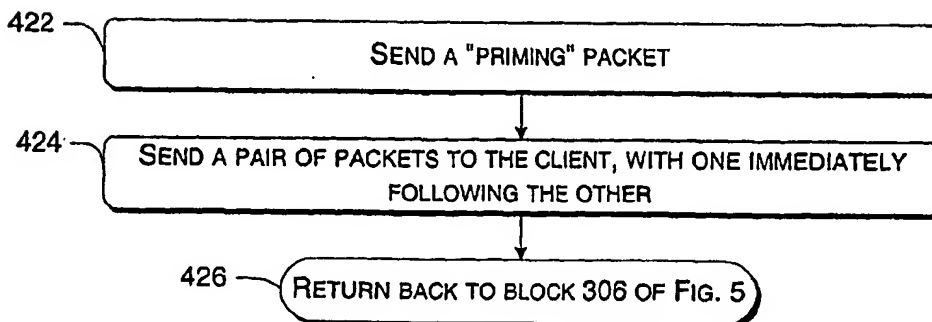 422
SEND A "PRIMING" PACKET
424
SEND A PAIR OF PACKETS TO THE CLIENT, WITH ONE IMMEDIATELY
FOLLOWING THE OTHER
426
RETURN BACK TO BLOCK 306 OF FIG. 5